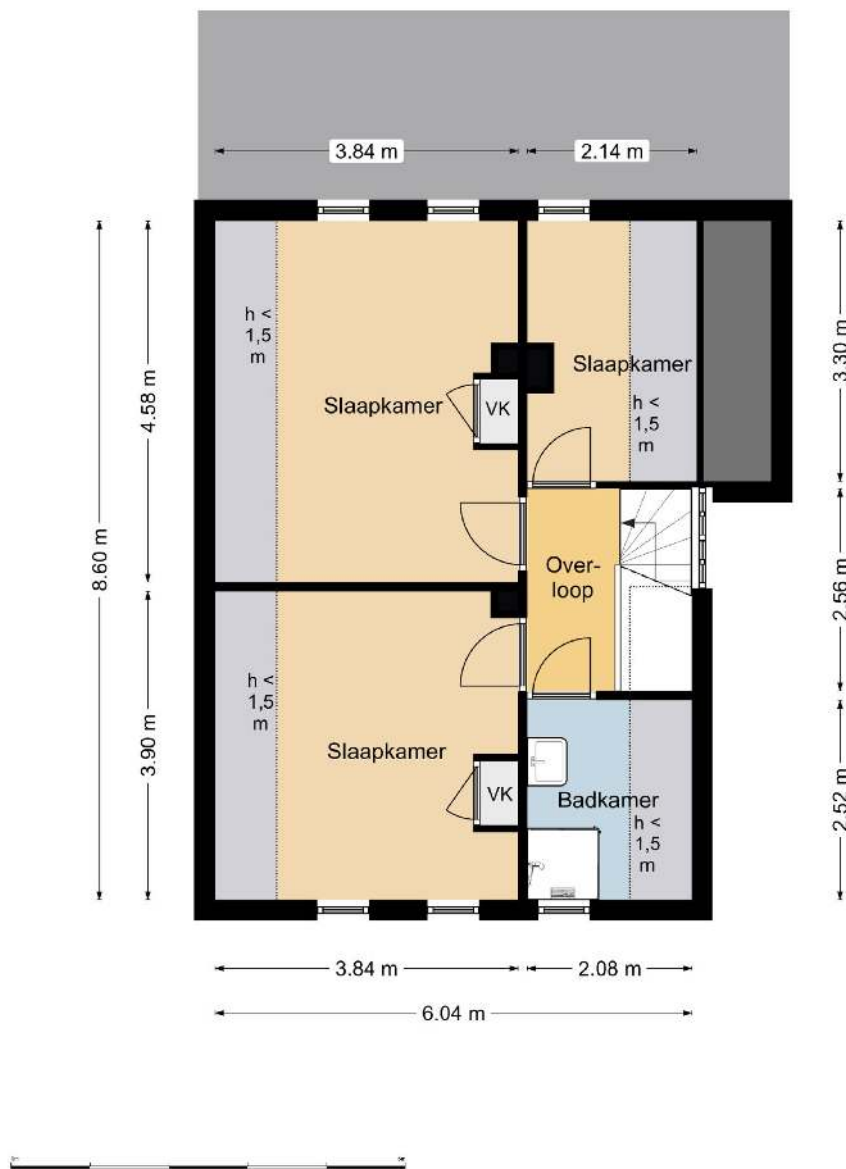 3.84 m
2.14 m
h <
1,5
m
Slaapkamer
VK
Slaapkamer
h <
1,5
m
4.58 m
8.60 m
3.30 m
Over-
loop
2.56 m
h <
1,5
m
Slaapkamer
VK
3.90 m
Badkamer
h <
1,5
m
2.52 m
3.84 m
2.08 m
6.04 m